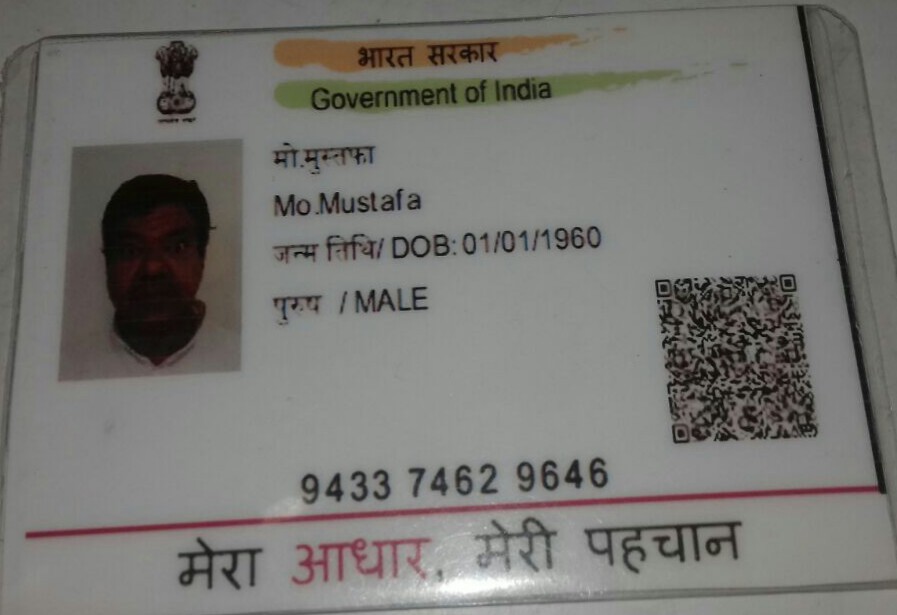 भारत सरकार
Government of India
मो.मुस्तफा
Mo.Mustafa
जन्म तिथि/ DOB: 01/01/1960
पुरुष / MALE
9433 7462 9646
मेरा आधार, मेरी पहचान